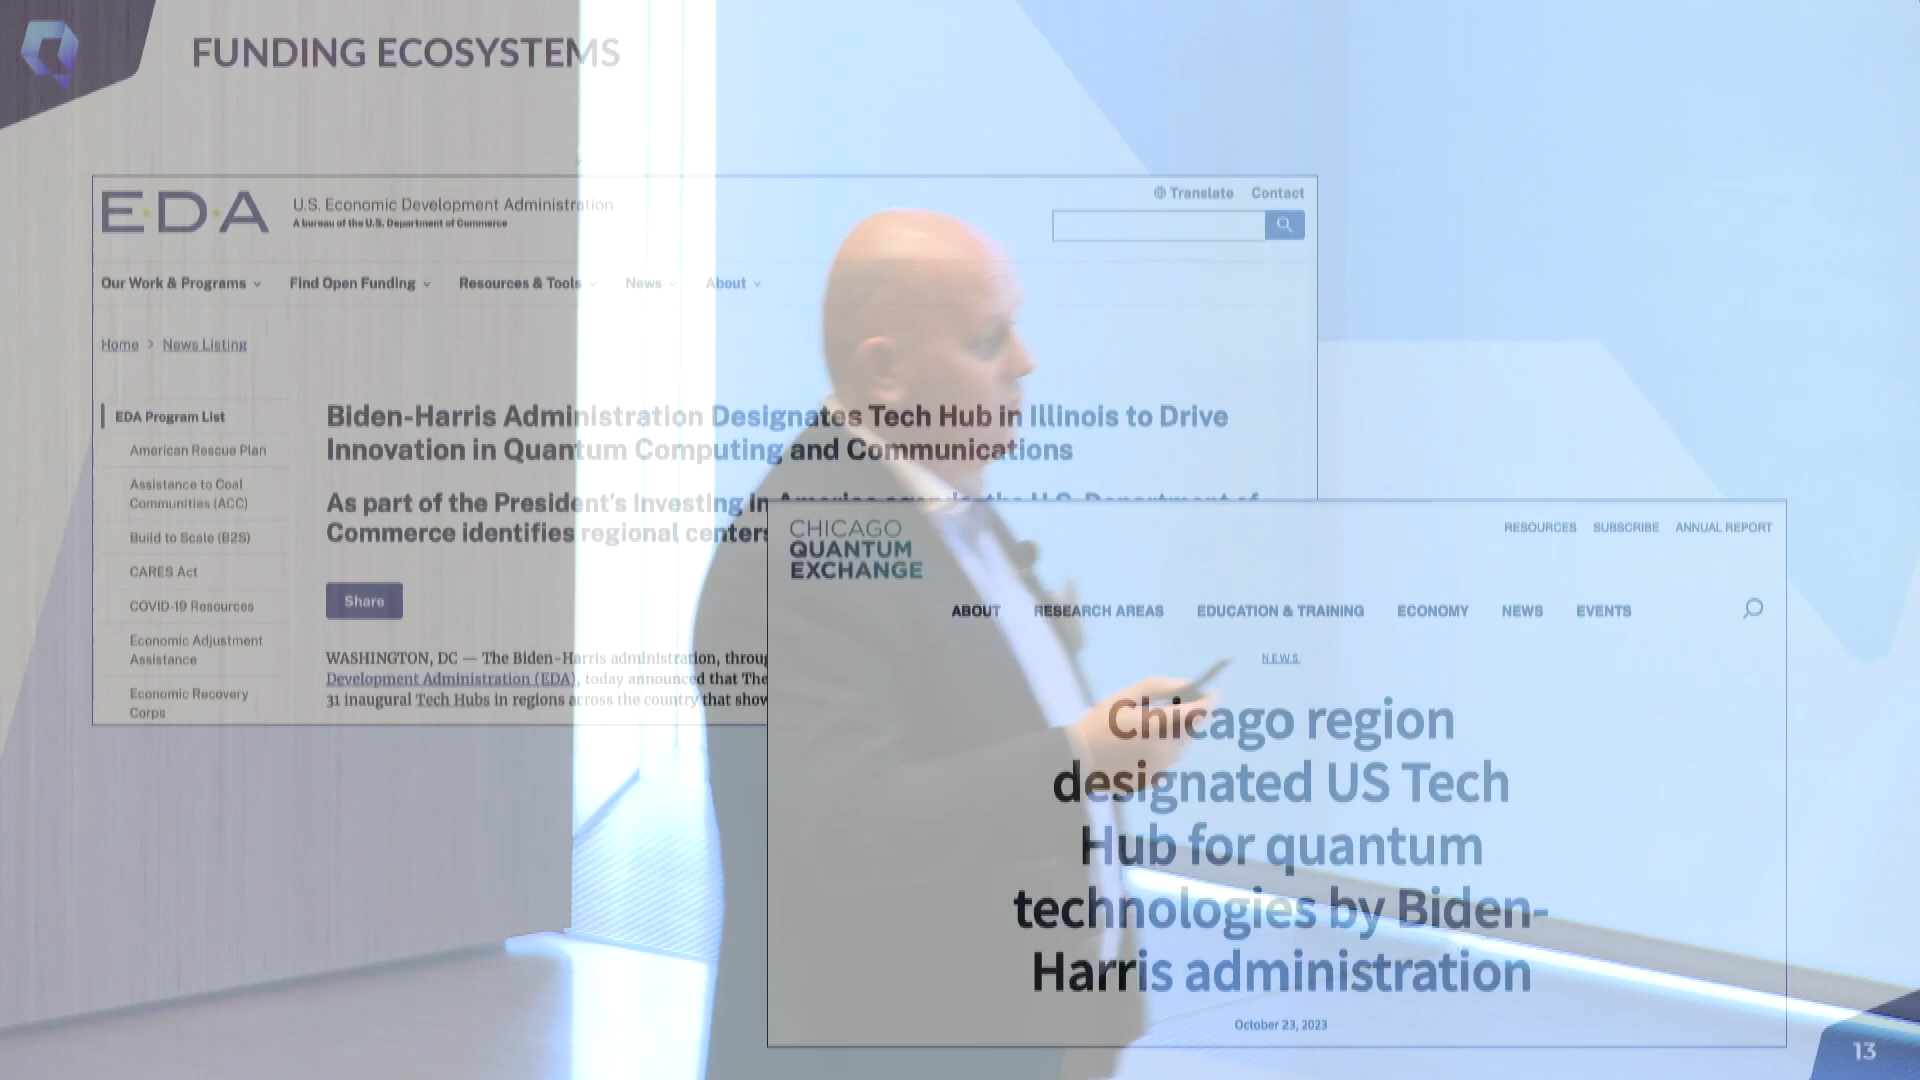 FUNDING ECOSYSTEMS
EDA
U.S. Economic Development Administration
A bureau of the U.S. Department of Commerce
Translate Contact
Our Work & Programs Find Open Funding Resources & Tools News About
Home > News Listing
EDA Program List
American Rescue Plan
Assistance to Coal
Communities (ACC)
Build to Scale (B2S)
CARES Act
COVID-19 Resources
Economic Adjustment
Assistance
Economic Recovery
Corps
Biden-Harris Administration Designates Tech Hub in Illinois to Drive
Innovation in Quantum Computing and Communications
As part of the President's Investing in America agenda, the U.S. Department of
Commerce identifies regional centers
Share
WASHINGTON, DC — The Biden-Harris administration, throug
Development Administration (EDA), today announced that The
31 inaugural Tech Hubs in regions across the country that show
CHICAGO
QUANTUM
EXCHANGE
RESOURCES SUBSCRIBE ANNUAL REPORT
ABOUT RESEARCH AREAS EDUCATION & TRAINING ECONOMY NEWS EVENTS
NEWS
Chicago region
designated US Tech
Hub for quantum
technologies by Biden-
Harris administration
October 23, 2023
13